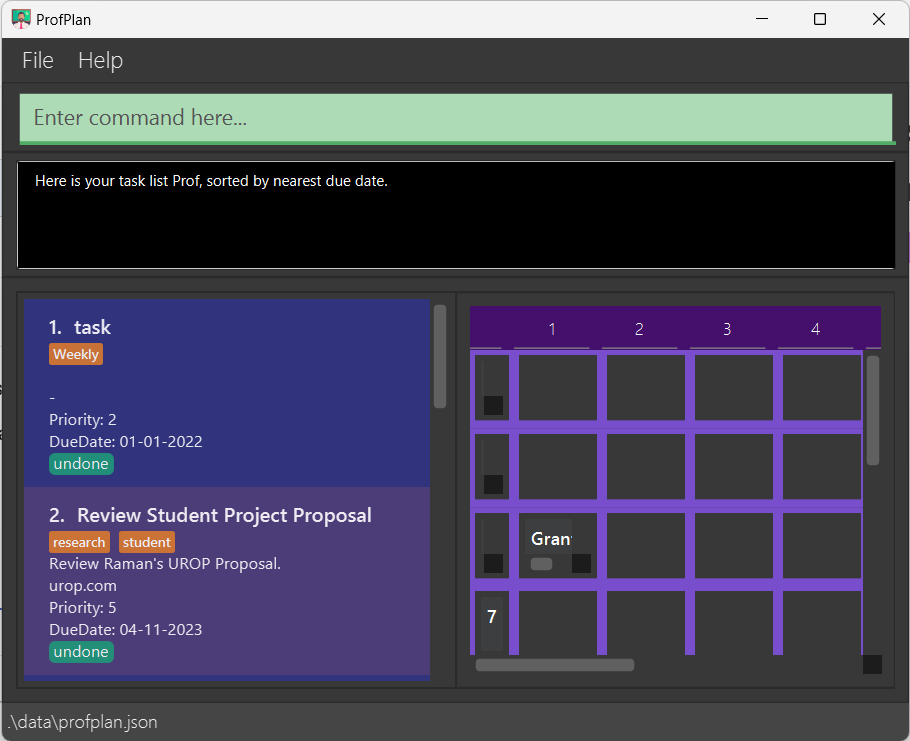 ProfPlan
File Help
Enter command here...
Here is your task list Prof, sorted by nearest due date.
1. task
Weekly
-
Priority: 2
DueDate: 01-01-2022
undone
2. Review Student Project Proposal
research student
Review Raman's UROP Proposal.
urop.com
Priority: 5
DueDate: 04-11-2023
undone
1 2 3 4
7
.\data\profplan.json